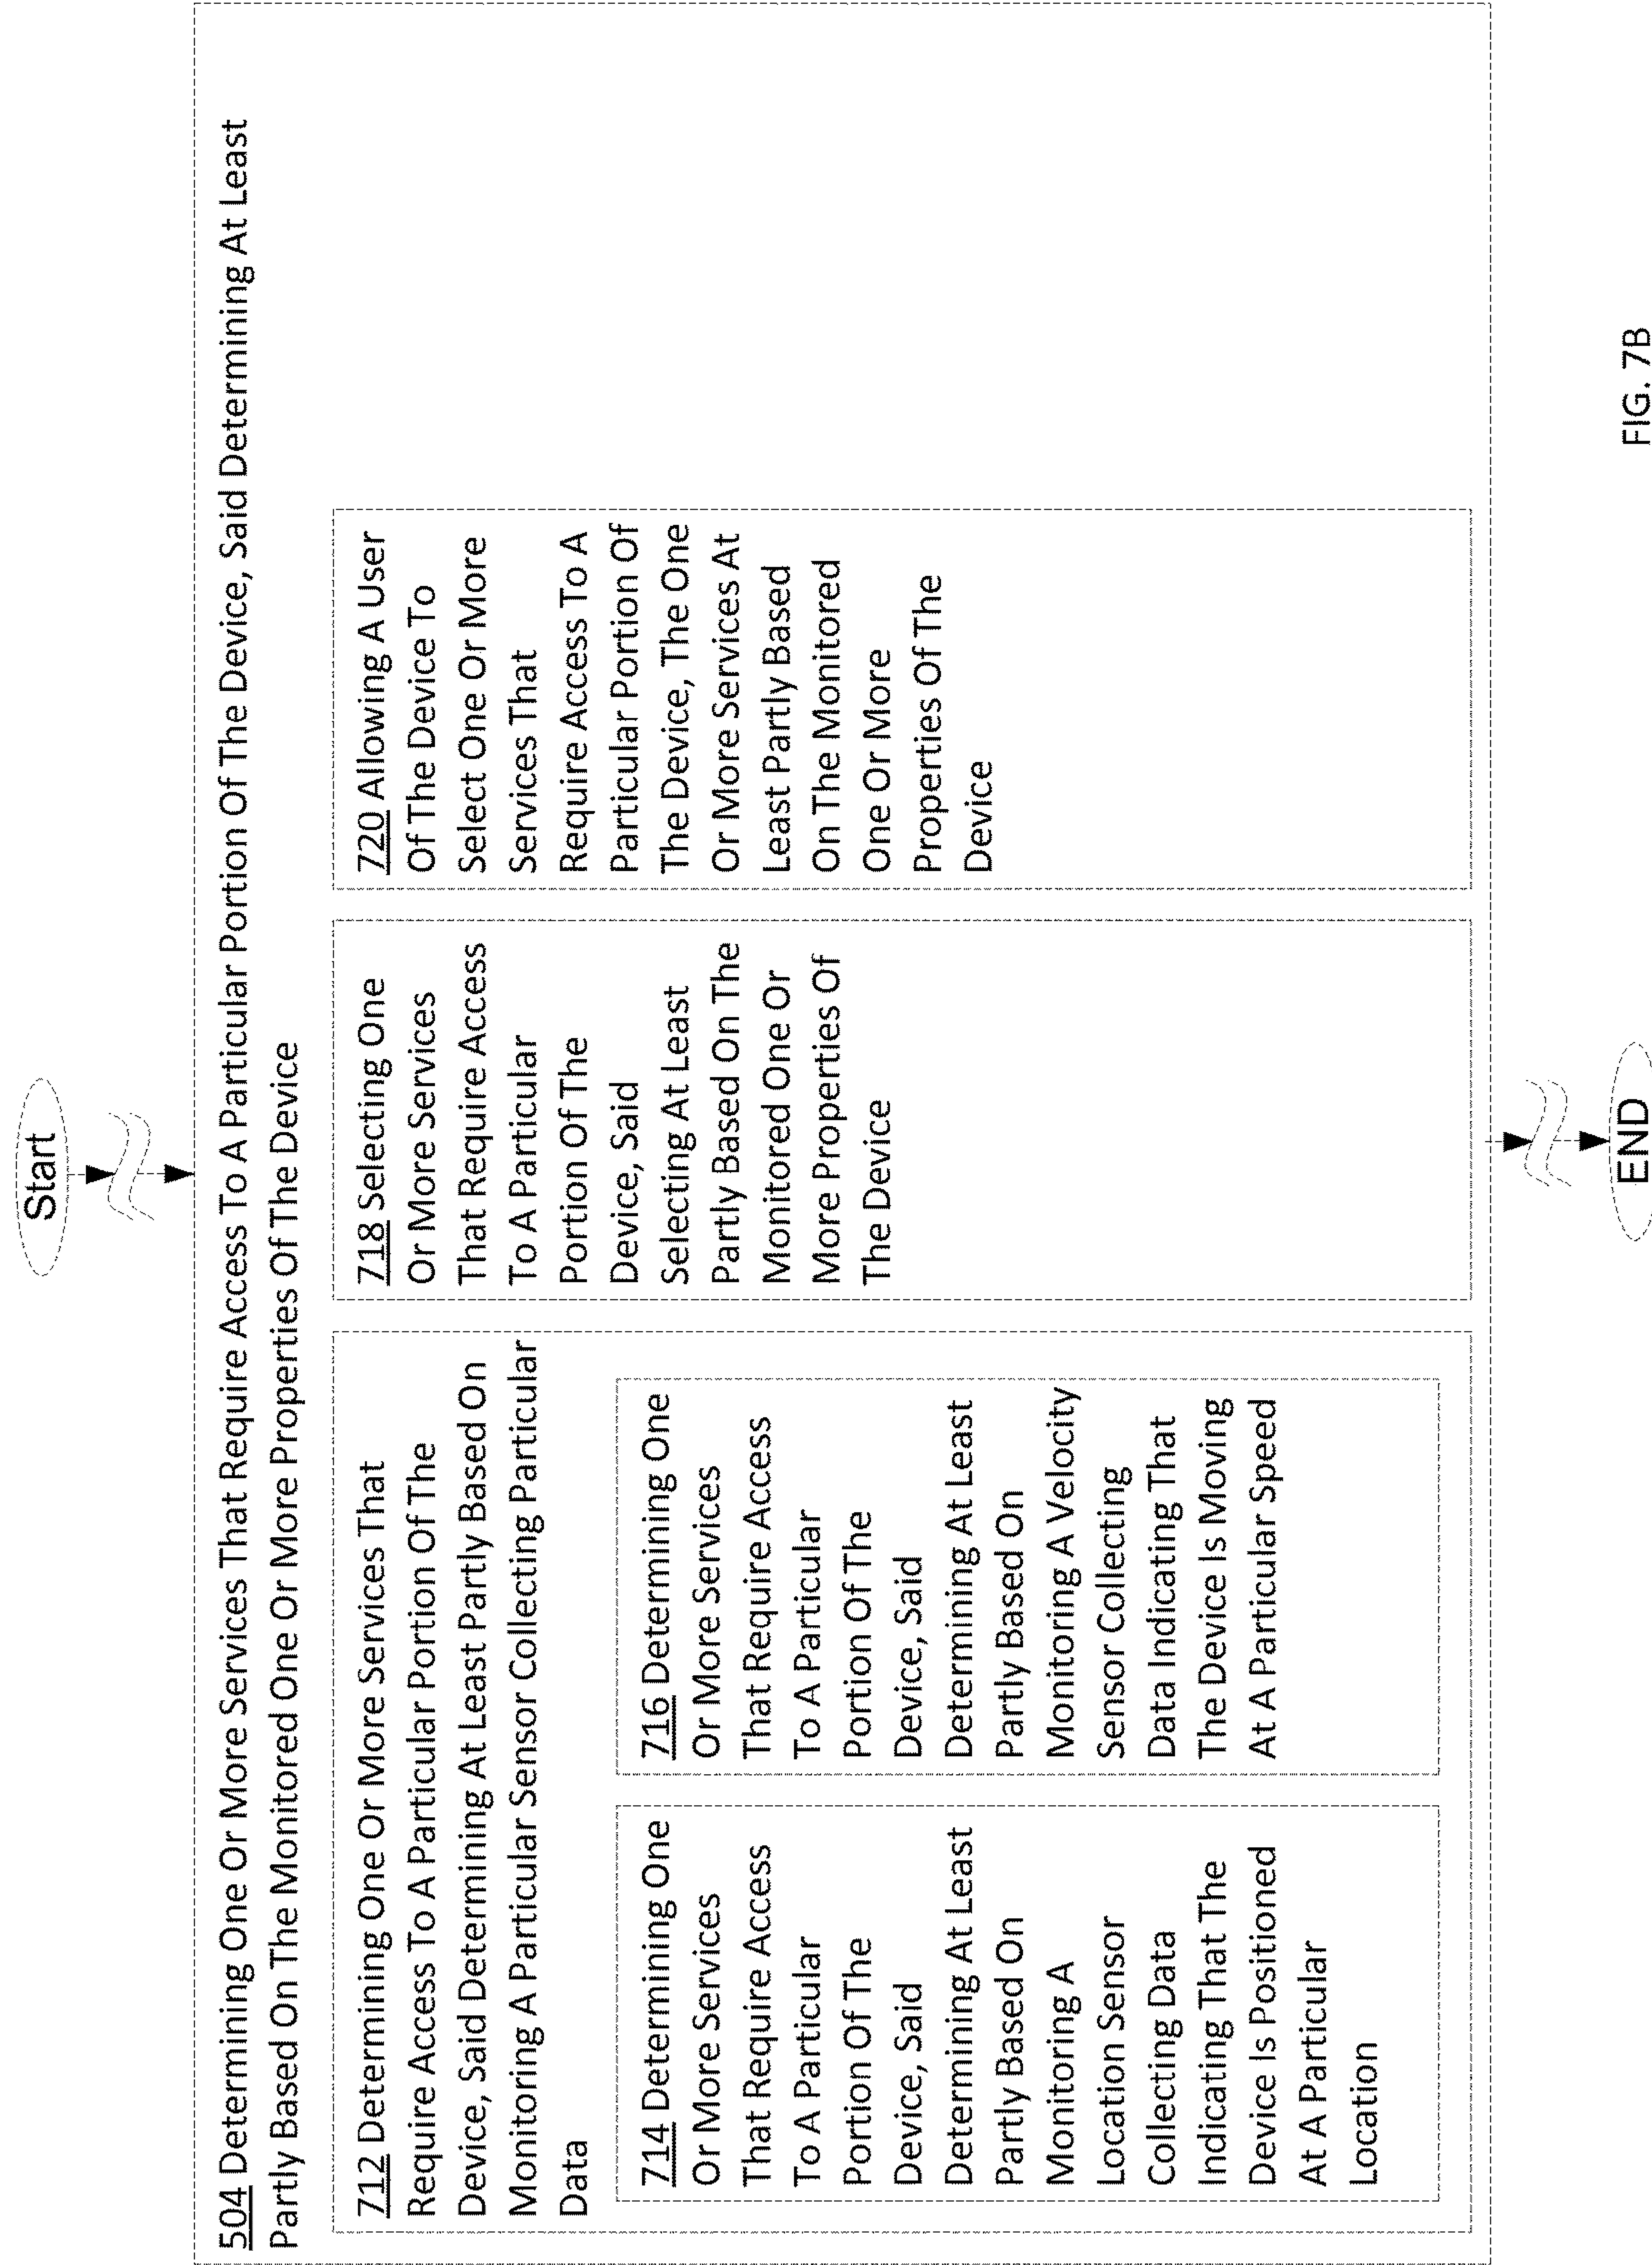 Start
504 Determining One Or More Services That Require Access To A Particular Portion Of The Device, Said Determining At Least
Partly Based On The Monitored One Or More Properties Of The Device
712 Determining One Or More Services That
Require Access To A Particular Portion Of The
Device, Said Determining At Least Partly Based On
Monitoring A Particular Sensor Collecting Particular
Data
714 Determining One
Or More Services
That Require Access
To A Particular
Portion Of The
Device, Said
Determining At Least
Partly Based On
Monitoring A
Location Sensor
Collecting Data
Indicating That The
Device Is Positioned
At A Particular
Location
716 Determining One
Or More Services
That Require Access
To A Particular
Portion Of The
Device, Said
Determining At Least
Partly Based On
Monitoring A Velocity
Sensor Collecting
Data Indicating That
The Device Is Moving
At A Particular Speed
718 Selecting One
Or More Services
That Require Access
To A Particular
Portion Of The
Device, Said
Selecting At Least
Partly Based On The
Monitored One Or
More Properties Of
The Device
720 Allowing A User
Of The Device To
Select One Or More
Services That
Require Access To A
Particular Portion Of
The Device, The One
Or More Services At
Least Partly Based
On The Monitored
One Or More
Properties Of The
Device
END
FIG. 7B